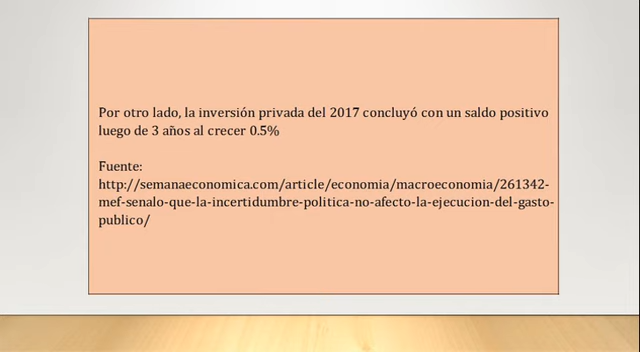 Por otro lado, la inversión privada del 2017 concluyó con un saldo positivo
luego de 3 años al crecer 0.5%
Fuente:
http://semanaeconomica.com/article/economia/macroeconomia/261342-
mef-senalo-que-la-incertidumbre-politica-no-afecto-la-ejecucion-del-gasto-
publico/